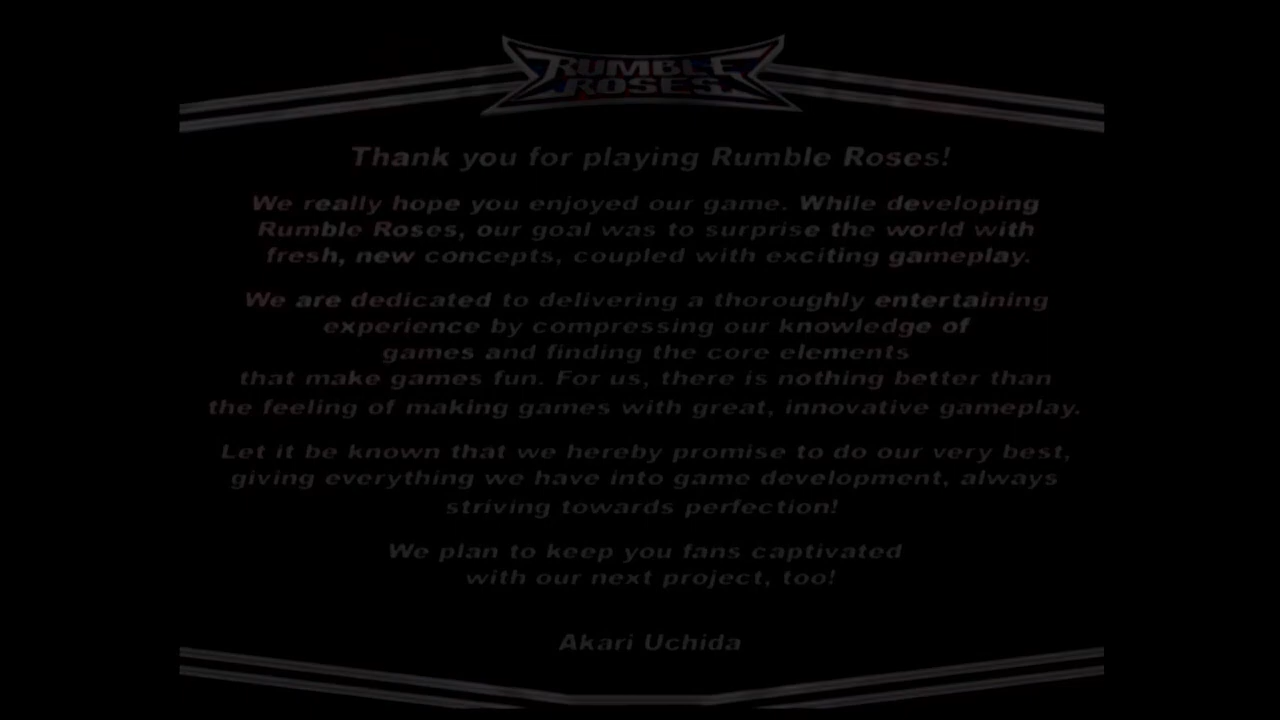 RUMBLE
ROSES
Thank you for playing Rumble Roses!
We really hope you enjoyed our game. While developing
Rumble Roses, our goal was to surprise the world with
fresh, new concepts, coupled with exciting gameplay.
We are dedicated to delivering a thoroughly entertaining
experience by compressing our knowledge of
games and finding the core elements
that make games fun. For us, there is nothing better than
the feeling of making games with great, innovative gameplay.
Let it be known that we hereby promise to do our very best,
giving everything we have into game development, always
striving towards perfection!
We plan to keep you fans captivated
with our next project, too!
Akari Uchida